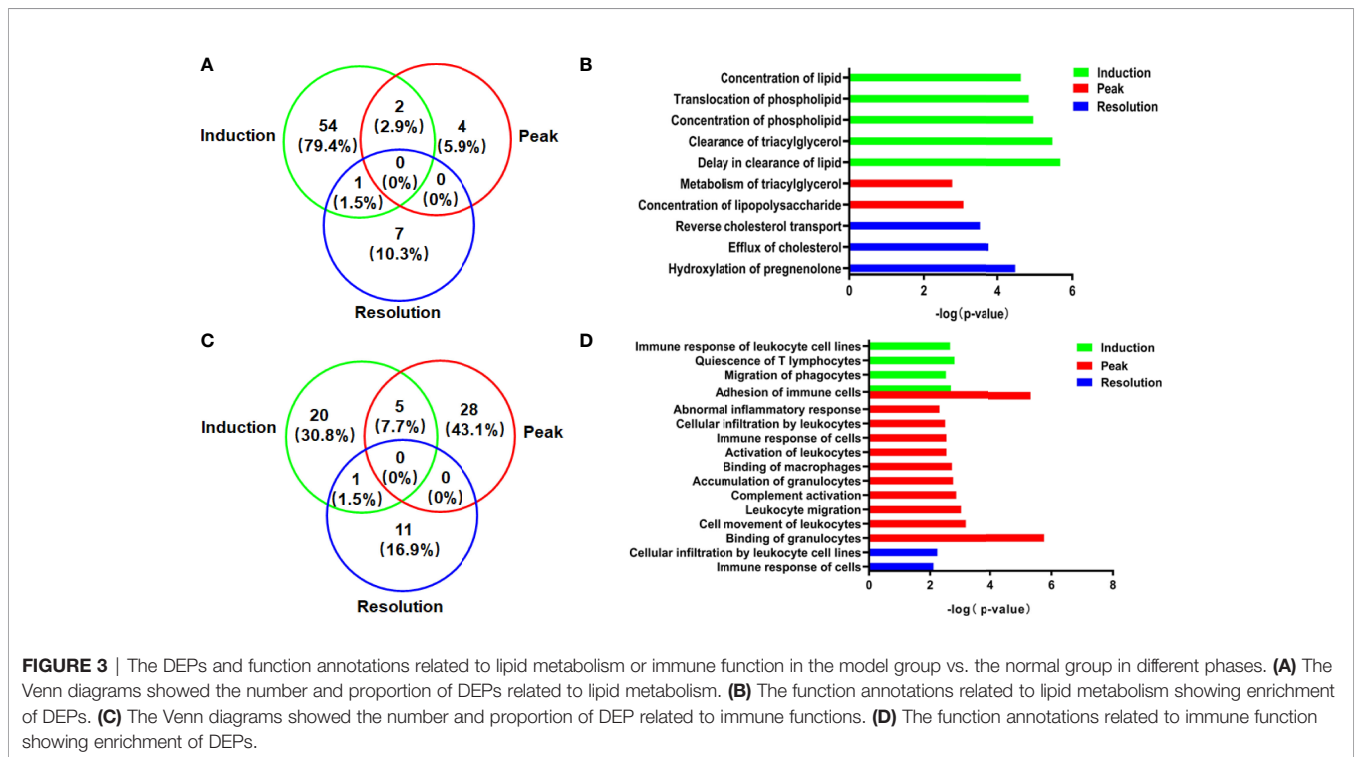 A
Induction
Peak
Resolution
54
(79.4%)
2
(2.9%)
4
(5.9%)
0
(0%)
1
(1.5%)
0
(0%)
7
(10.3%)
B
Concentration of lipid
Translocation of phospholipid
Concentration of phospholipid
Clearance of triacylglycerol
Delay in clearance of lipid
Metabolism of triacylglycerol
Concentration of lipopolysaccharide
Reverse cholesterol transport
Efflux of cholesterol
Hydroxylation of pregnenolone
0 2 4 6
-log(p-value)
Induction
Peak
Resolution
C
Induction
Peak
Resolution
20
(30.8%)
5
(7.7%)
28
(43.1%)
0
(0%)
1
(1.5%)
0
(0%)
11
(16.9%)
D
Immune response of leukocyte cell lines
Quiescence of T lymphocytes
Migration of phagocytes
Adhesion of immune cells
Abnormal inflammatory response
Cellular infiltration by leukocytes
Immune response of cells
Activation of leukocytes
Binding of macrophages
Accumulation of granulocytes
Complement activation
Leukocyte migration
Cell movement of leukocytes
Binding of granulocytes
Cellular infiltration by leukocyte cell lines
Immune response of cells
0 2 4 6 8
-log( p-value)
Induction
Peak
Resolution
FIGURE 3 | The DEPs and function annotations related to lipid metabolism or immune function in the model group vs. the normal group in different phases. (A) The
Venn diagrams showed the number and proportion of DEPs related to lipid metabolism. (B) The function annotations related to lipid metabolism showing enrichment
of DEPs. (C) The Venn diagrams showed the number and proportion of DEP related to immune functions. (D) The function annotations related to immune function
showing enrichment of DEPs.